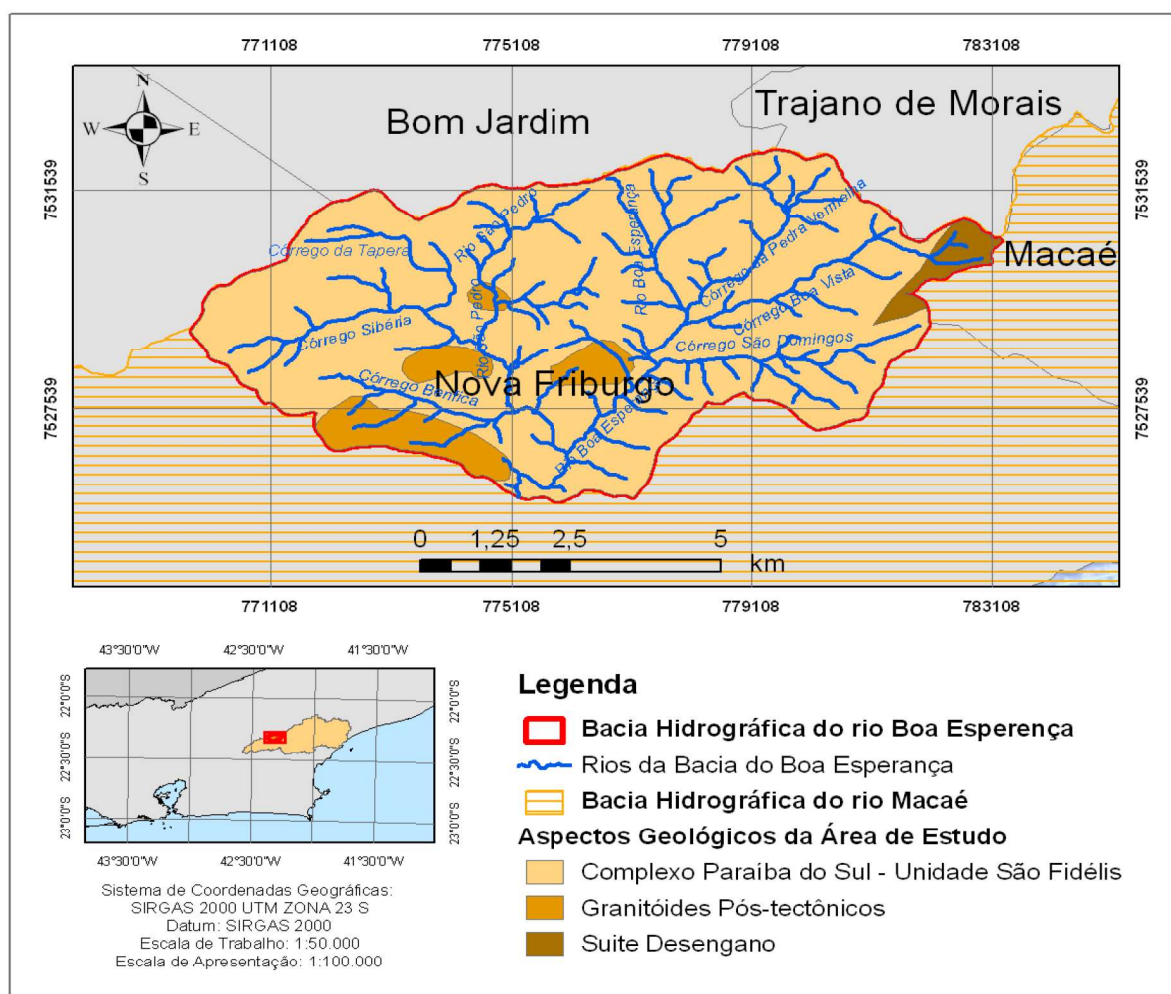 771108 775108 779108 783108
N
W E
S
Bom Jardim
Trajano de Morais
Macaé
Nova Friburgo
7531539
7531539
7527539
7527539
Córrego da Tapera
Rio São Pedro
Rio São Pedro
Rio Boa Esperança
Córrego da Pedra Vermelha
Córrego Boa Vista
Córrego São Domingos
Córrego Sibéria
Córrego Benfica
Rio Boa Esperança
0 1,25 2,5 5
km
771108 775108 779108 783108
43°30'0"W 42°30'0"W 41°30'0"W
22°0'0"S 22°0'0"S
22°30'0"S 22°30'0"S
23°0'0"S 23°0'0"S
43°30'0"W 42°30'0"W 41°30'0"W
Sistema de Coordenadas Geográficas:
SIRGAS 2000 UTM ZONA 23 S
Datum: SIRGAS 2000
Escala de Trabalho: 1:50.000
Escala de Apresentação: 1:100.000
Legenda
Bacia Hidrográfica do rio Boa Esperença
Rios da Bacia do Boa Esperança
Bacia Hidrográfica do rio Macaé
Aspectos Geológicos da Área de Estudo
Complexo Paraíba do Sul - Unidade São Fidélis
Granitóides Pós-tectônicos
Suite Desengano